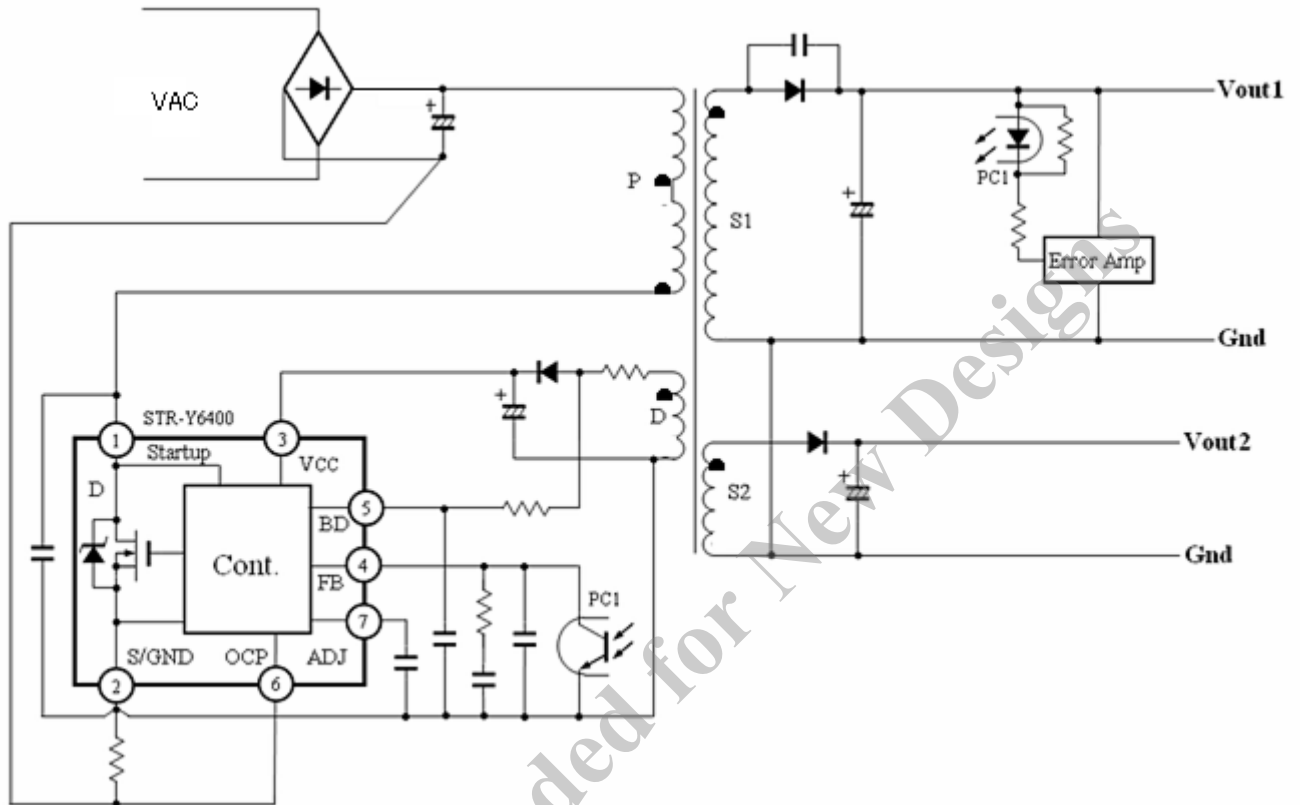 VAC
Vout1
P
PC1
S1
Error Amp
Gnd
STR-Y6400
D
1
3
Startup
VCC
D
Vout2
5
BD
S2
Cont.
4
FB
Gnd
PC1
7
S/GND
OCP
ADJ
2
6
ded for New Designs